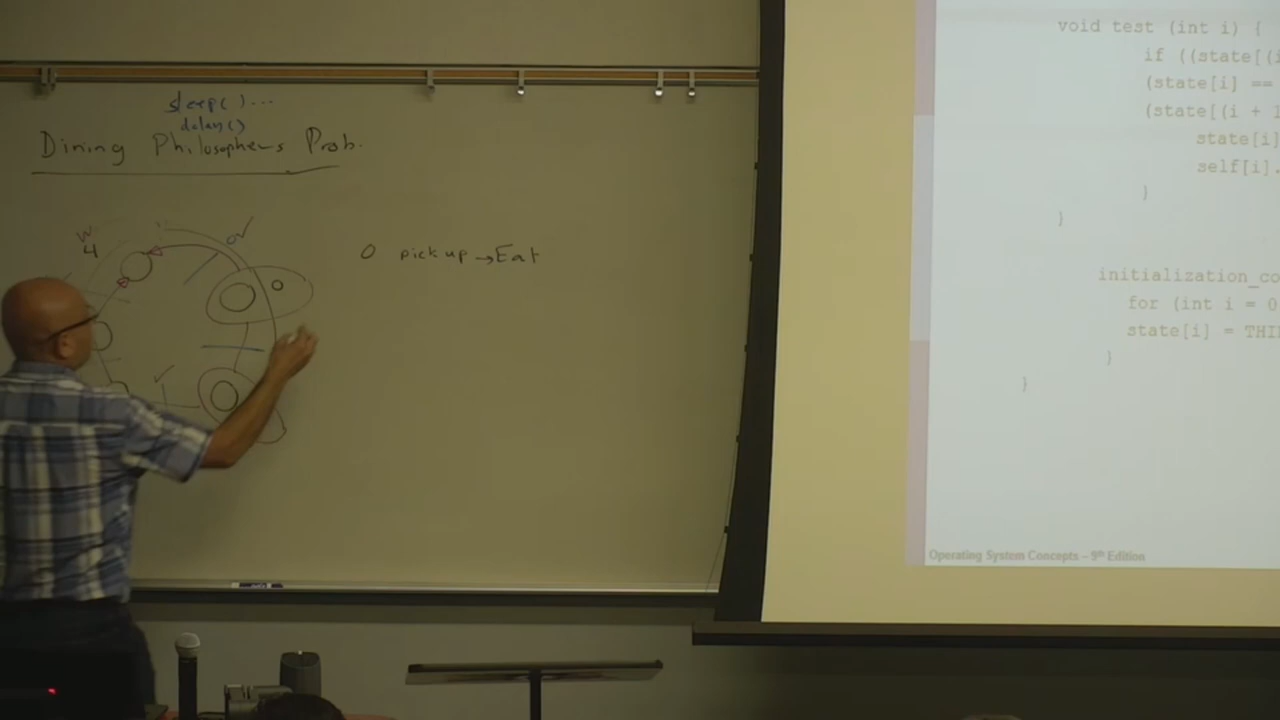 sleep()...
delay()
Dining Philosophers Prob.
W
4
0
0 pick up → Eat
void test (int i) {
if ((state[(i
(state[i] ==
(state[(i + 1
state[i]
self[i].
}
}
initialization_co
for (int i = 0
state[i] = THI
}
}
Operating System Concepts – 9th Edition